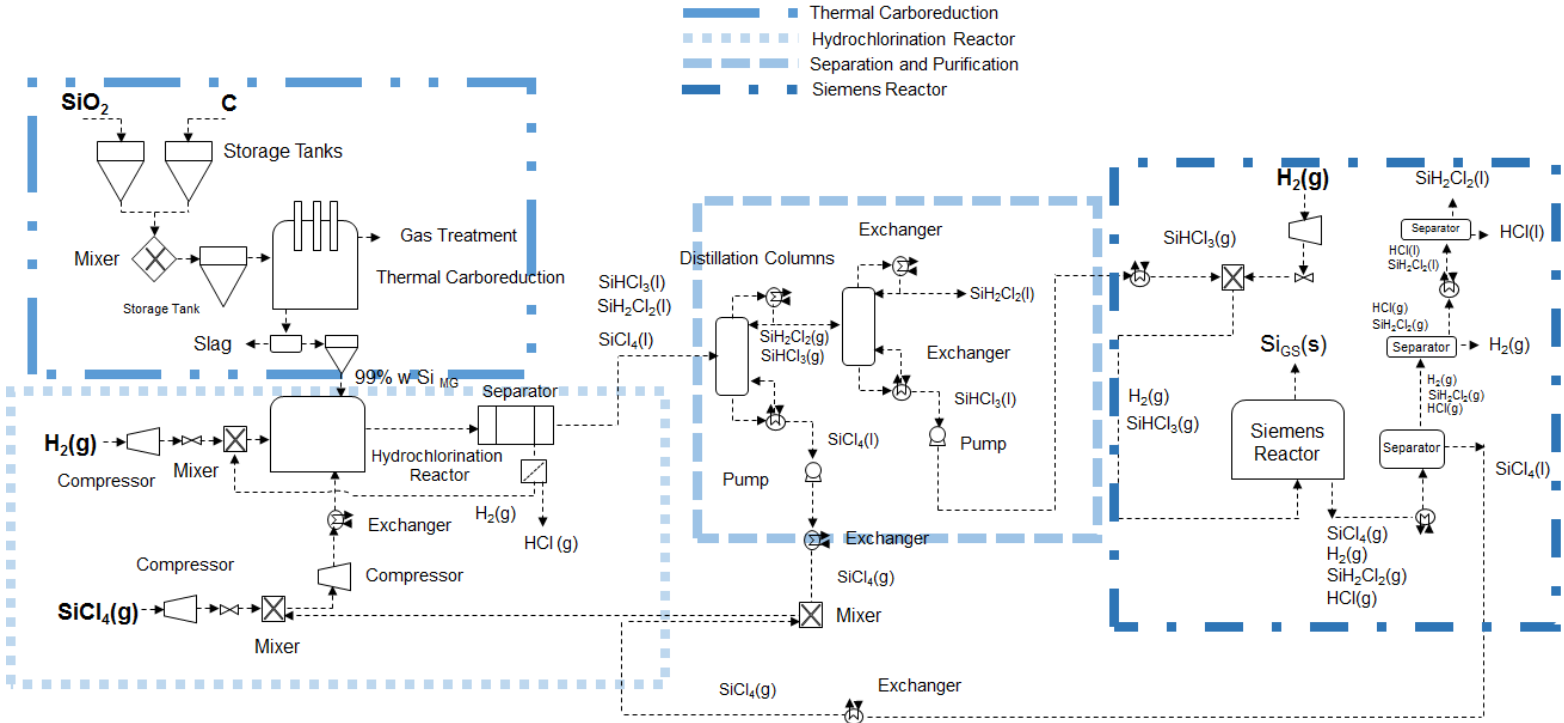 Thermal Carboreduction
Hydrochlorination Reactor
Separation and Purification
Siemens Reactor
SiO2
C
Storage Tanks
Mixer
Storage Tank
Gas Treatment
Thermal Carboreduction
Slag
99% w Si MG
H2(g)
Compressor
Mixer
Hydrochlorination
Reactor
Separator
H2(g)
HCl (g)
Exchanger
Compressor
Compressor
SiCl4(g)
Mixer
SiHCl3(l)
SiH2Cl2(l)
SiCl4(l)
Distillation Columns
Exchanger
SiH2Cl2(g)
SiHCl3(g)
SiH2Cl2(l)
Exchanger
SiHCl3(l)
Pump
SiCl4(l)
Pump
Exchanger
SiCl4(g)
Mixer
SiCl4(g)
Exchanger
H2(g)
SiHCl3(g)
H2(g)
SiHCl3(g)
SiGS(s)
Siemens
Reactor
SiCl4(g)
H2(g)
SiH2Cl2(g)
HCl(g)
Separator
SiCl4(l)
H2(g)
SiH2Cl2(g)
HCl(g)
Separator
H2(g)
HCl(g)
SiH2Cl2(g)
HCl(l)
SiH2Cl2(l)
Separator
HCl(l)
SiH2Cl2(l)